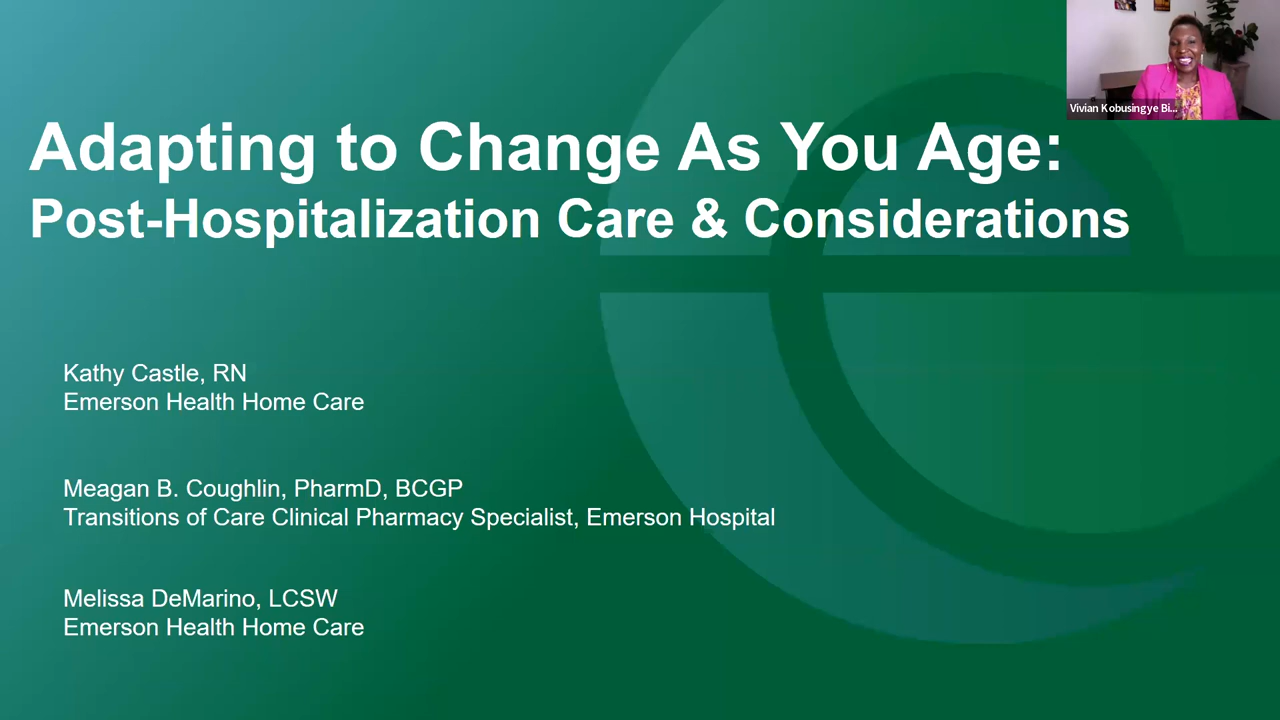 Adapting to Change As You Age:
Post-Hospitalization Care & Considerations
Kathy Castle, RN
Emerson Health Home Care
Meagan B. Coughlin, PharmD, BCGP
Transitions of Care Clinical Pharmacy Specialist, Emerson Hospital
Melissa DeMarino, LCSW
Emerson Health Home Care
Vivian Kobusingye Bi...